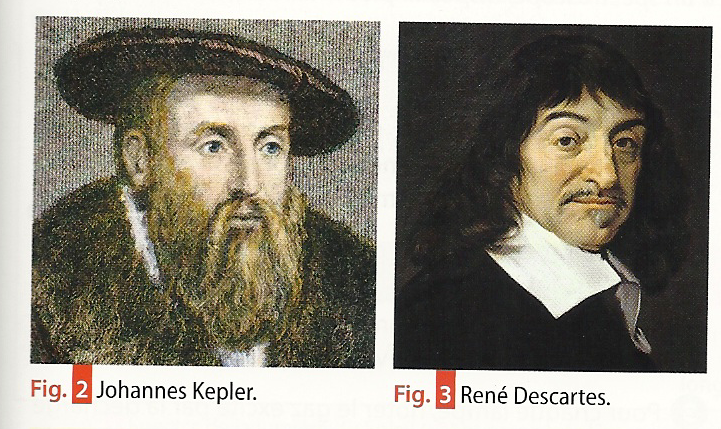 Fig. 2 Johannes Kepler.
Fig. 3 René Descartes.